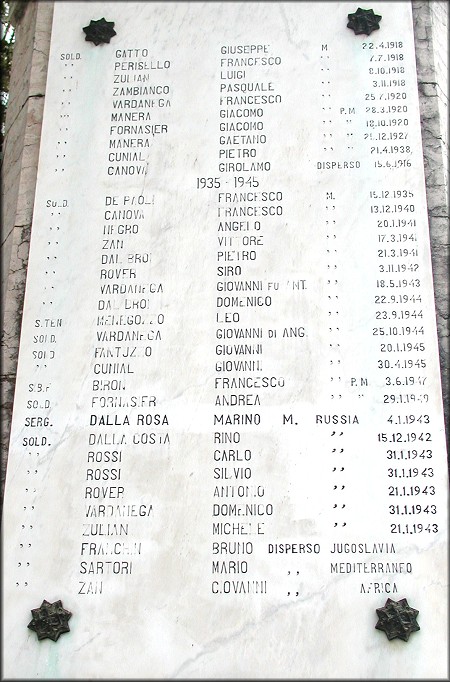 SOLD. GATTO GIUSEPPE M 22.4.1918
'' PERISELLO FRANCESCO '' 7.7.1918
'' ZULIAN LUIGI '' 8.10.1918
'' ZAMBIANCO PASQUALE '' 3.11.1918
'' VARDANEGA FRANCESCO '' 25.7.1920
'' MANERA GIACOMO '' P.M 28.3.1920
'' FORNASIER GIACOMO '' '' 18.10.1920
'' MANERA GAETANO '' '' 21.12.1927
'' CUNIAL PIETRO '' '' 21.4.1938
'' CANOVA GIROLAMO DISPERSO 15.6.1916
1935 - 1945
SOLD. DE PAOLI FRANCESCO M. 15.12.1935
'' CANOVA FRANCESCO '' 13.12.1940
'' NEGRO ANGELO '' 20.1.1941
'' ZAN VITTORE '' 17.3.1941
'' DAL BROI PIETRO '' 21.3.1941
'' ROVER SIRO '' 3.11.1942
'' VARDANEGA GIOVANNI FU ANT. '' 18.5.1943
'' DAL BROI DOMENICO '' 22.9.1944
S.TEN MENEGOZZO LEO '' 23.9.1944
SOLD. VARDANEGA GIOVANNI DI ANG. '' 25.10.1944
SOLD FANTUZZO GIOVANNI '' 20.1.1945
'' CUNIAL GIOVANNI '' 30.4.1945
S.B.F BIRON FRANCESCO '' P.M 3.6.1947
SOLD. FORNASIER ANDREA '' '' 29.1.1949
SERG. DALLA ROSA MARINO M. RUSSIA 4.1.1943
SOLD. DALLA COSTA RINO '' 15.12.1942
'' ROSSI CARLO '' 31.1.1943
'' ROSSI SILVIO '' 31.1.1943
'' ROVER ANTONIO '' 21.1.1943
'' VARDANEGA DOMENICO '' 31.1.1943
'' ZULIAN MICHELE '' 21.1.1943
'' FRANCHIN BRUNO DISPERSO JUGOSLAVIA
'' SARTORI MARIO ,, MEDITERRANEO
'' ZAN GIOVANNI ,, AFRICA